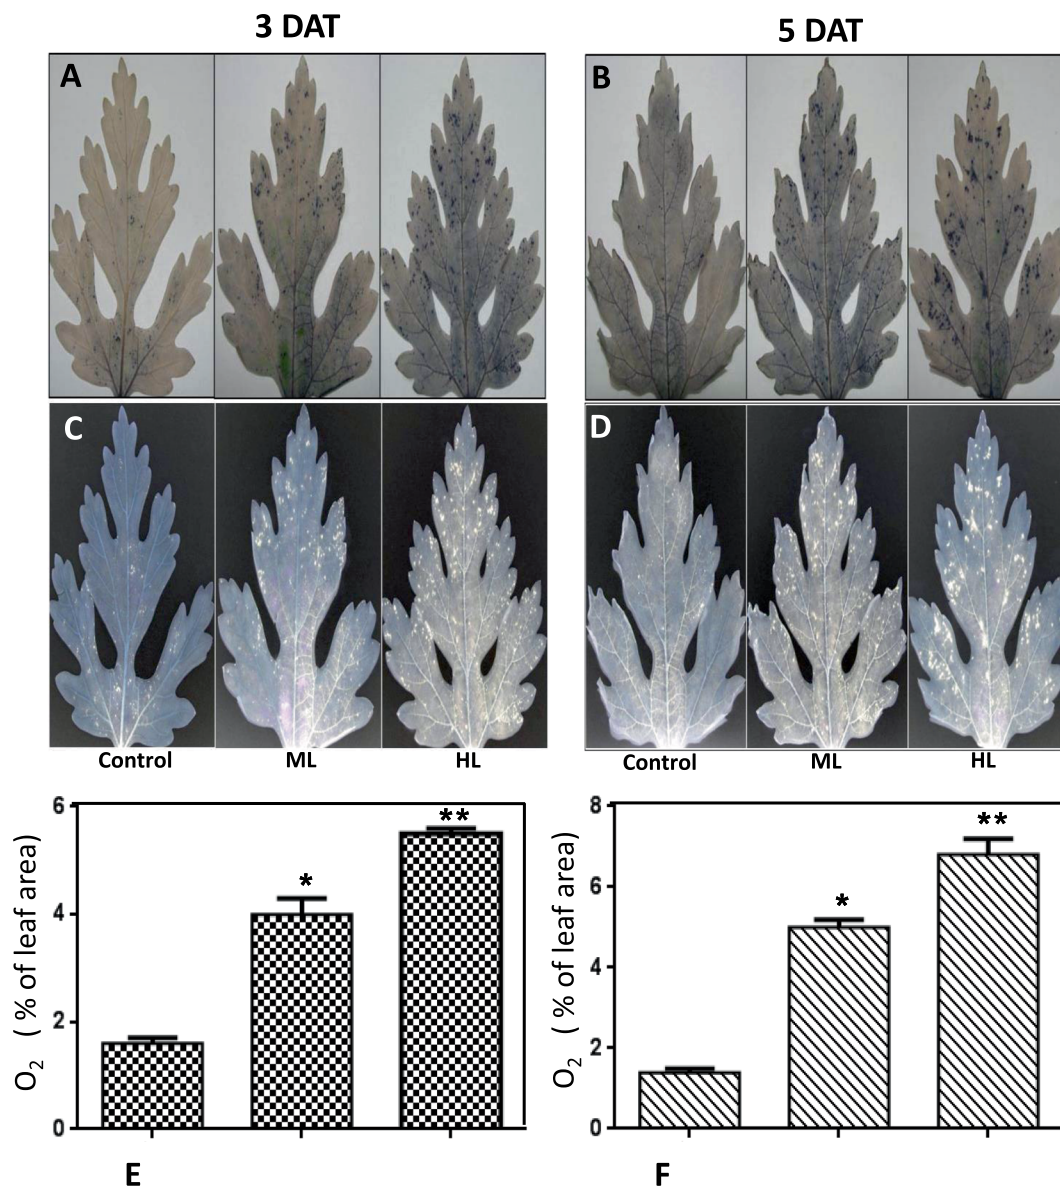 3 DAT
5 DAT
A
B
C
D
Control
ML
HL
Control
ML
HL
6
4
2
0
O2 ( % of leaf area)
*
**
E
8
6
4
2
0
O2 ( % of leaf area)
*
**
F